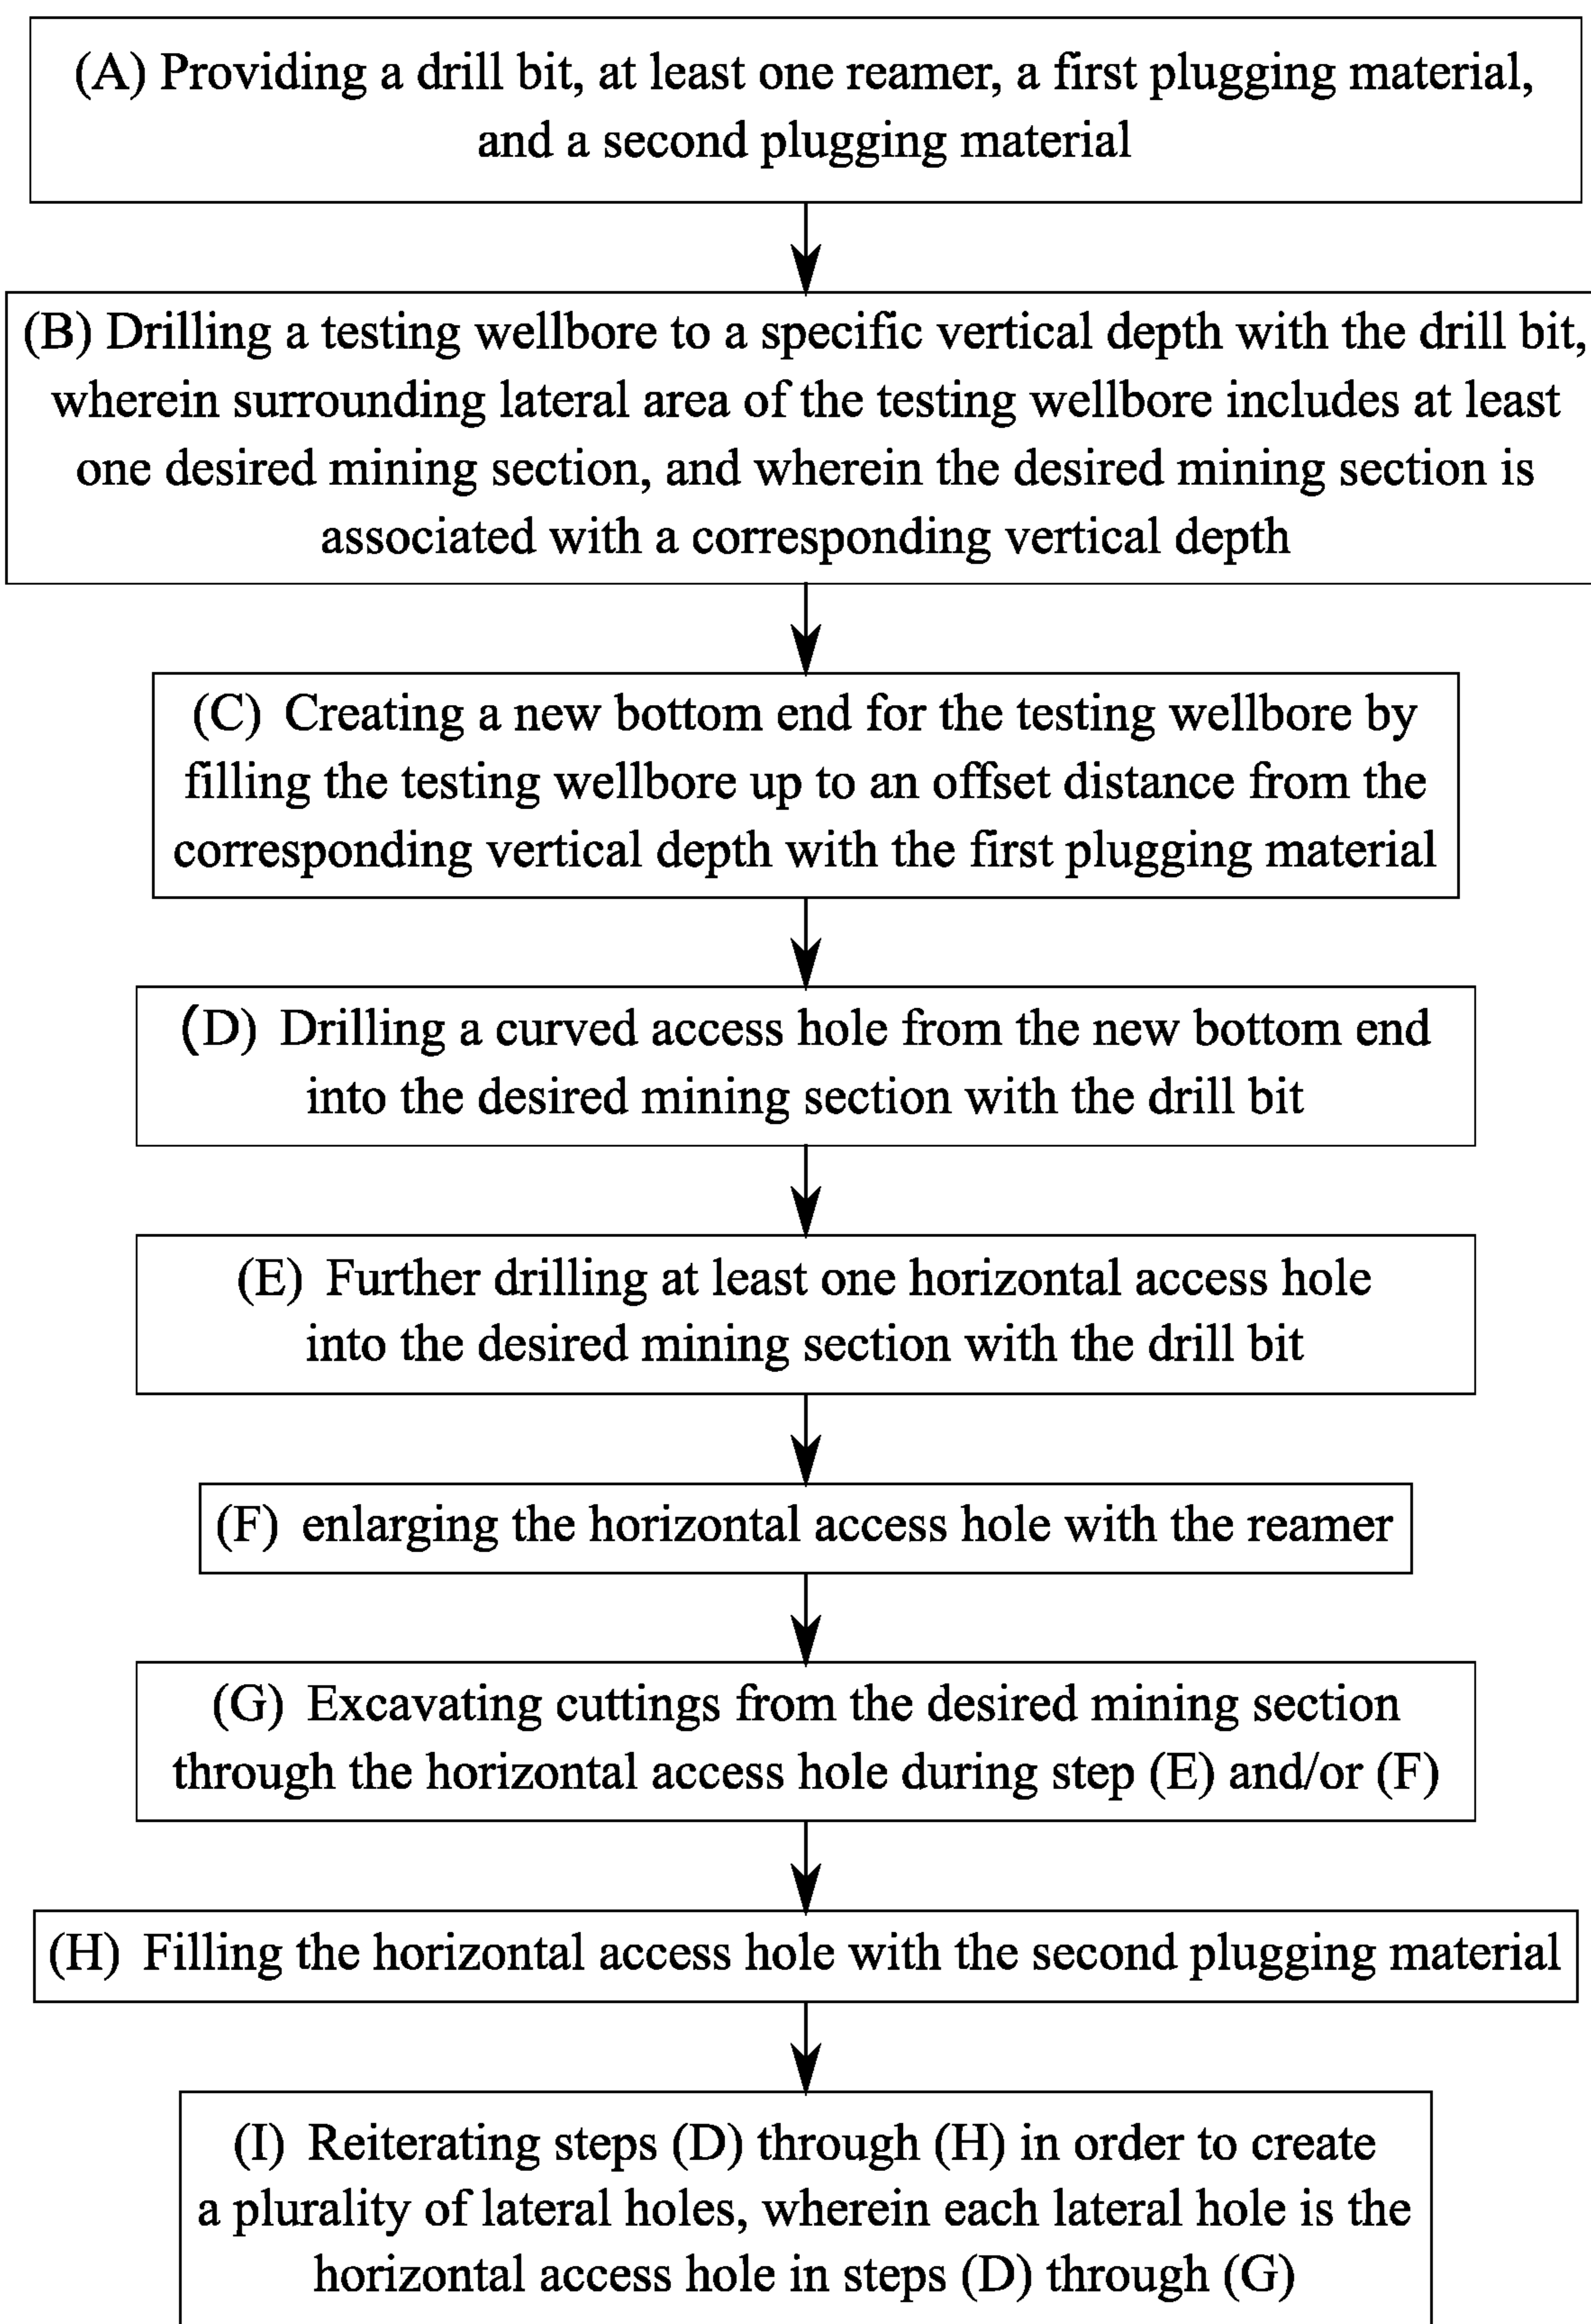 (A) Providing a drill bit, at least one reamer, a first plugging material,
and a second plugging material
(B) Drilling a testing wellbore to a specific vertical depth with the drill bit,
wherein surrounding lateral area of the testing wellbore includes at least
one desired mining section, and wherein the desired mining section is
associated with a corresponding vertical depth
(C) Creating a new bottom end for the testing wellbore by
filling the testing wellbore up to an offset distance from the
corresponding vertical depth with the first plugging material
(D) Drilling a curved access hole from the new bottom end
into the desired mining section with the drill bit
(E) Further drilling at least one horizontal access hole
into the desired mining section with the drill bit
(F) enlarging the horizontal access hole with the reamer
(G) Excavating cuttings from the desired mining section
through the horizontal access hole during step (E) and/or (F)
(H) Filling the horizontal access hole with the second plugging material
(I) Reiterating steps (D) through (H) in order to create
a plurality of lateral holes, wherein each lateral hole is the
horizontal access hole in steps (D) through (G)